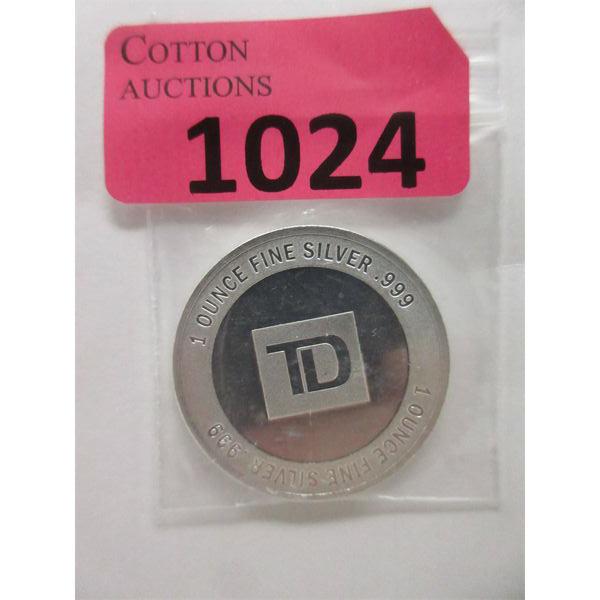 COTTON
AUCTIONS
1024
1 OUNCE FINE SILVER .999
TD
1 OUNCE FINE SILVER .999